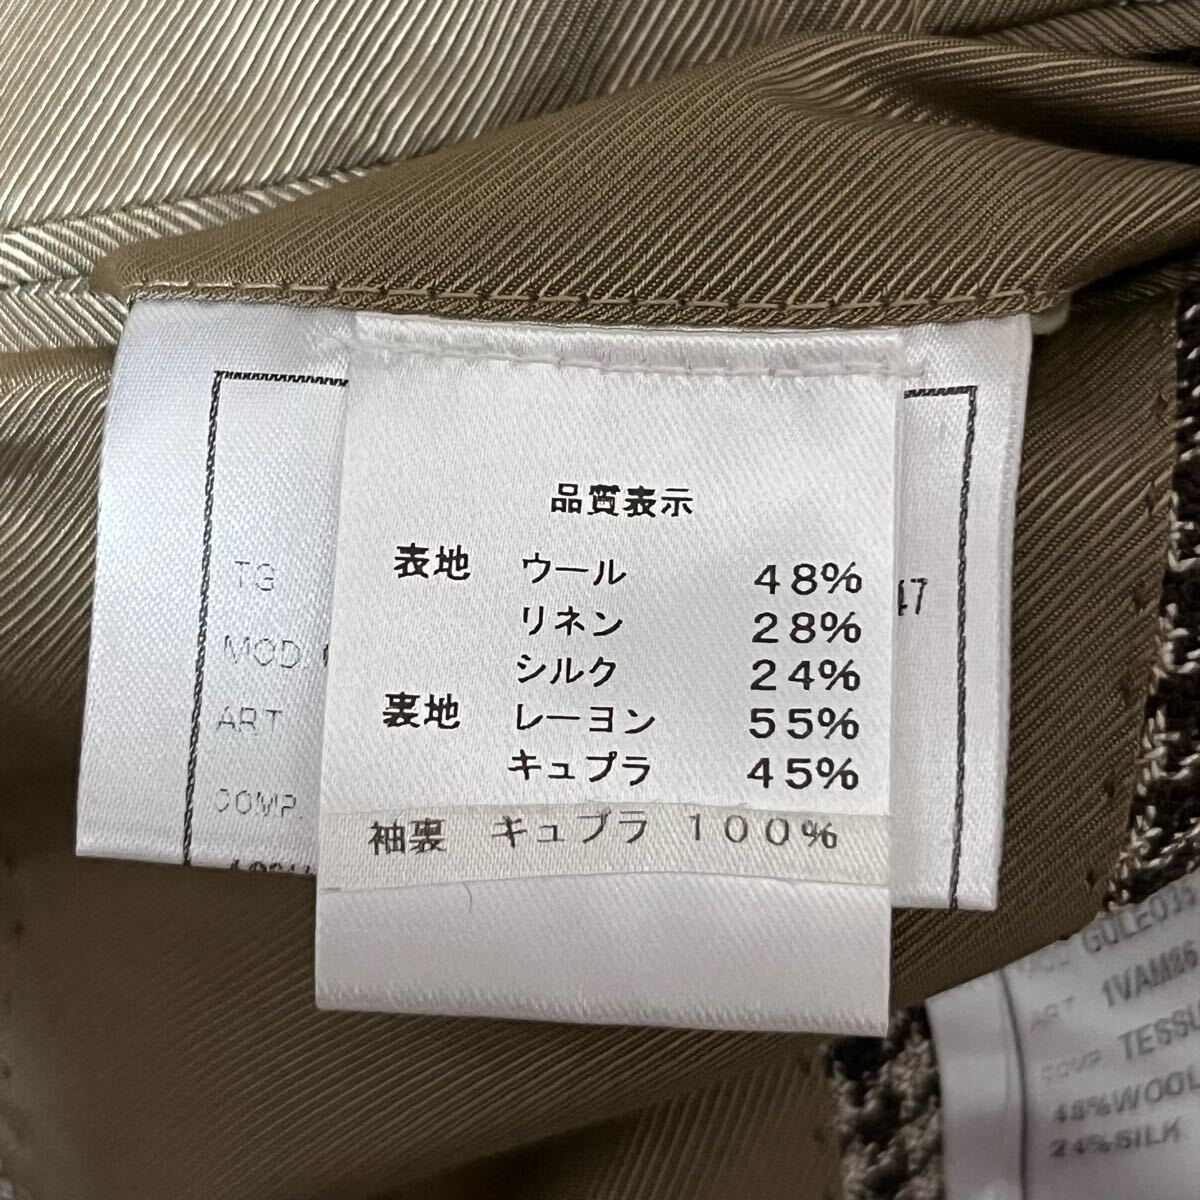 品質表示
表地 ウール 48%
リネン 28%
シルク 24%
裏地 レーヨン 55%
キュプラ 45%
袖裏 キュプラ 100%
TG
MOD.
ART
COMP.
47
ART 1VAM86
COMP. TESSU
48%WOOL
24%SILK